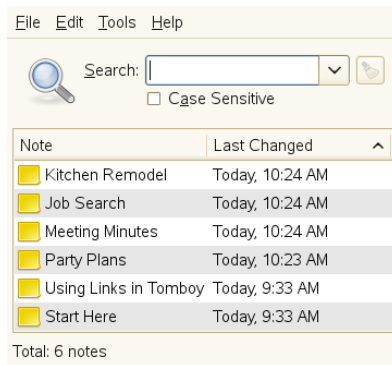 File Edit Tools Help
Search:
Case Sensitive
Note Last Changed
Kitchen Remodel Today, 10:24 AM
Job Search Today, 10:24 AM
Meeting Minutes Today, 10:24 AM
Party Plans Today, 10:23 AM
Using Links in Tomboy Today, 9:33 AM
Start Here Today, 9:33 AM
Total: 6 notes